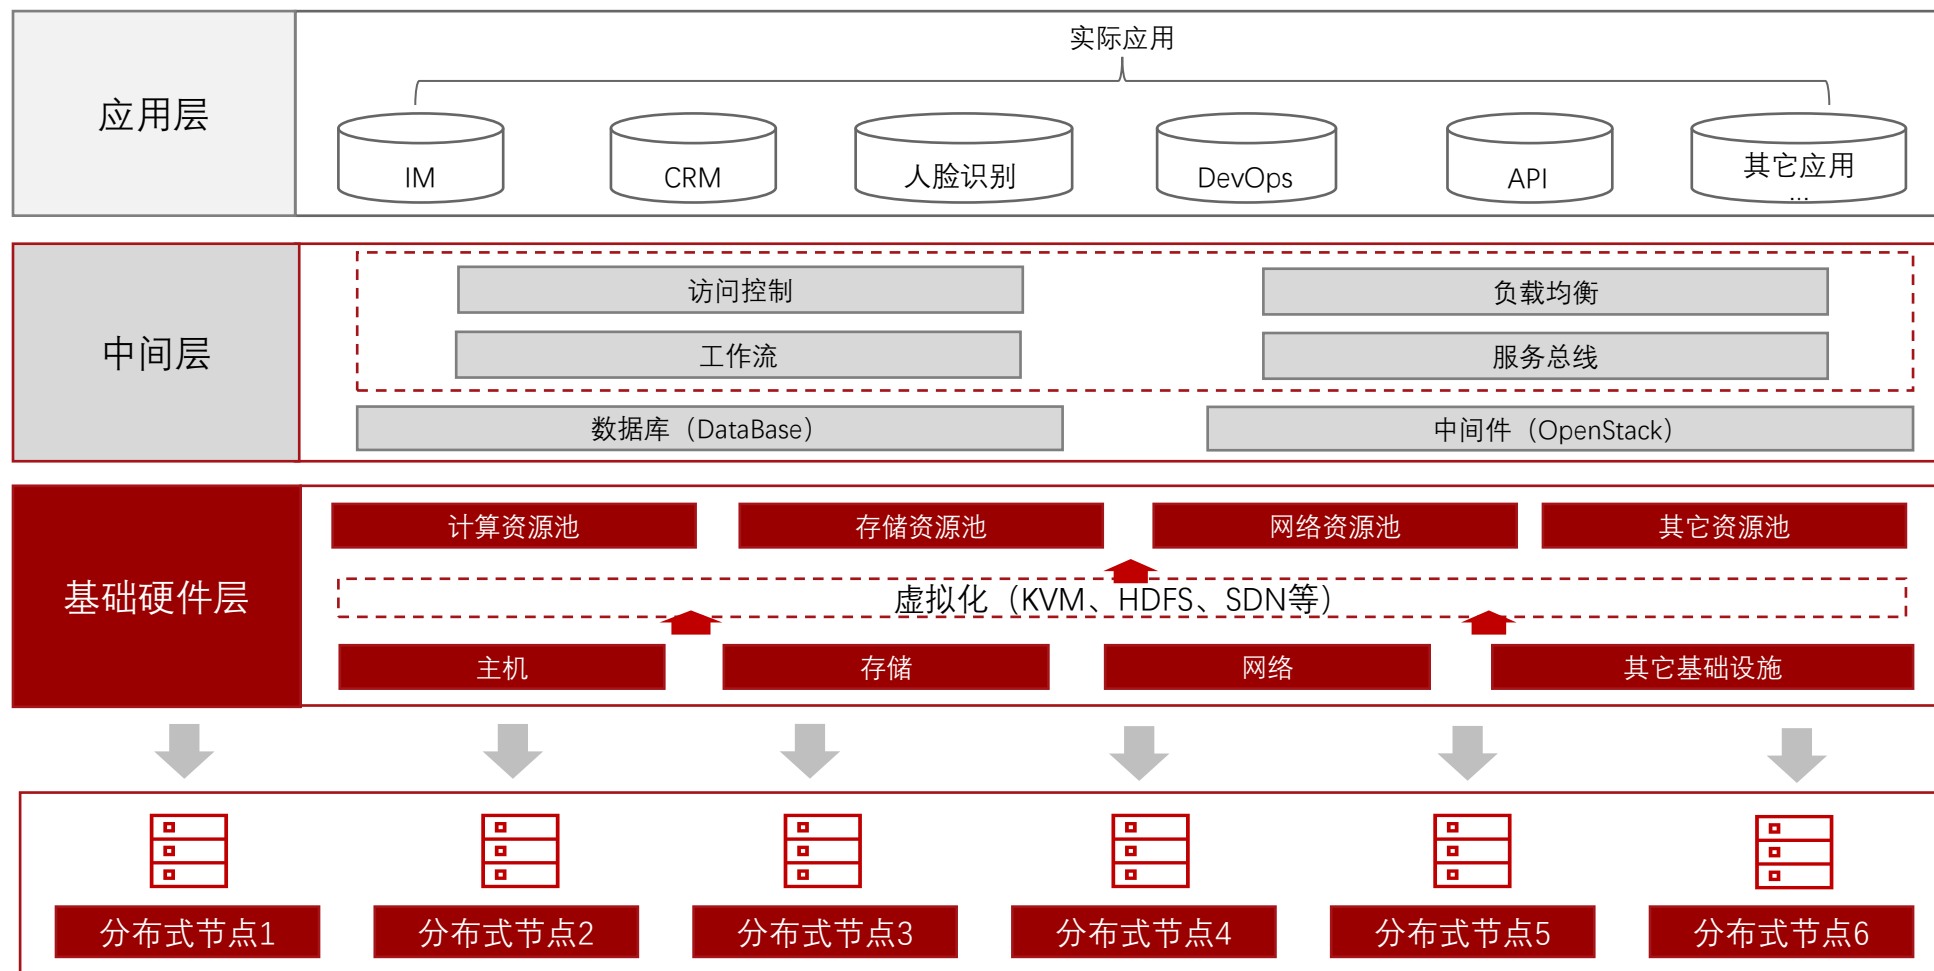 应用层
实际应用
IM
CRM
人脸识别
DevOps
API
其它应用
...
中间层
访问控制
负载均衡
工作流
服务总线
数据库（DataBase）
中间件（OpenStack）
基础硬件层
计算资源池
存储资源池
网络资源池
其它资源池
虚拟化（KVM、HDFS、SDN等）
主机
存储
网络
其它基础设施
分布式节点1
分布式节点2
分布式节点3
分布式节点4
分布式节点5
分布式节点6